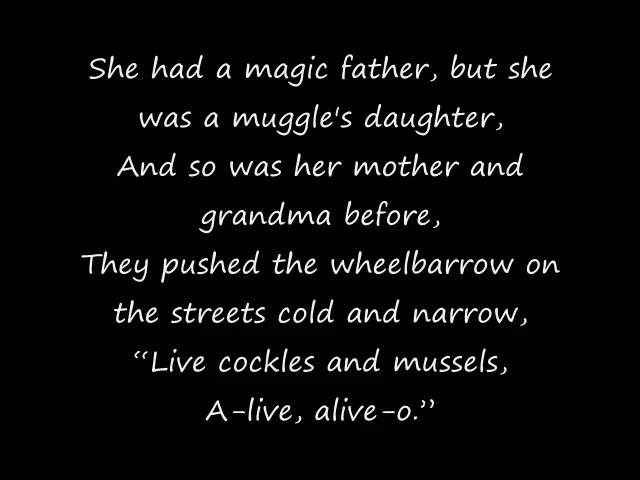 She had a magic father, but she
was a muggle's daughter,
And so was her mother and
grandma before,
They pushed the wheelbarrow on
the streets cold and narrow,
“Live cockles and mussels,
A-live, alive-o.”